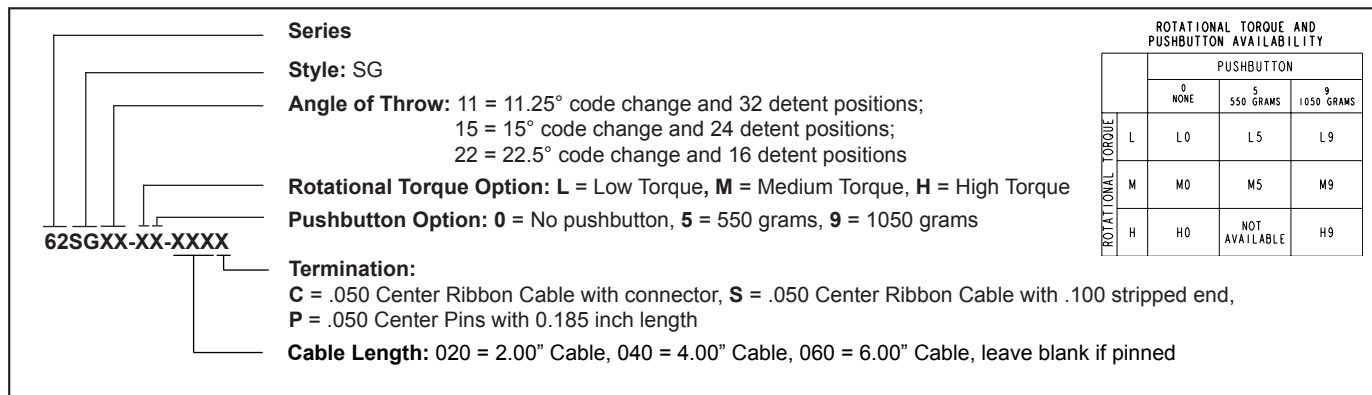 Series
Style: SG
Angle of Throw: 11 = 11.25° code change and 32 detent positions;
15 = 15° code change and 24 detent positions;
22 = 22.5° code change and 16 detent positions
Rotational Torque Option: L = Low Torque, M = Medium Torque, H = High Torque
Pushbutton Option: 0 = No pushbutton, 5 = 550 grams, 9 = 1050 grams
62SGXX-XX-XXXX
Termination:
C = .050 Center Ribbon Cable with connector, S = .050 Center Ribbon Cable with .100 stripped end,
P = .050 Center Pins with 0.185 inch length
Cable Length: 020 = 2.00” Cable, 040 = 4.00” Cable, 060 = 6.00” Cable, leave blank if pinned
ROTATIONAL TORQUE AND
PUSHBUTTON AVAILABILITY
PUSHBUTTON
0 5 9
NONE 550 GRAMS 1050 GRAMS
ROTATIONAL TORQUE
L L0 L5 L9
M M0 M5 M9
H H0 NOT AVAILABLE H9